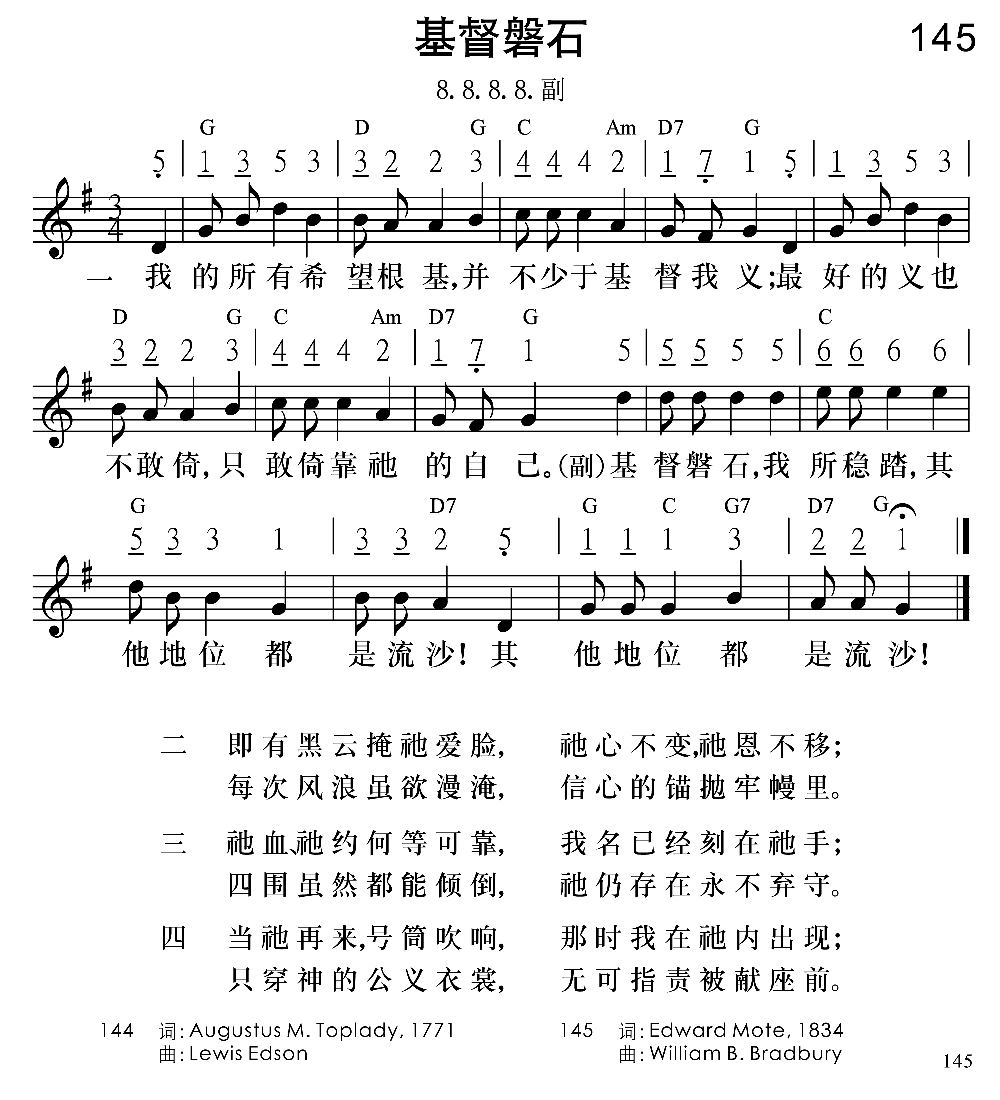 基督磐石
145
8. 8. 8. 8. 副
G D G C Am D7 G
5 | 1 3 5 3 | 3 2 2 3 | 4 4 4 2 | 1 7 1 5 | 1 3 5 3 |
3 4
一 我 的 所 有 希 望 根 基,并 不 少 于 基 督 我 义;最 好 的 义 也
D G C Am D7 G C
3 2 2 3 | 4 4 4 2 | 1 7 1 5 | 5 5 5 5 | 6 6 6 6 |
不 敢 倚, 只 敢 倚 靠 祂 的 自 己。(副)基 督 磐 石, 我 所 稳 踏, 其
G D7 G C G7 D7 G
5 3 3 1 | 3 3 2 5 | 1 1 1 3 | 2 2 1
他 地 位 都 是 流 沙! 其 他 地 位 都 是 流 沙!
二 即 有 黑 云 掩 祂 爱 脸, 祂 心 不 变,祂 恩 不 移;
每 次 风 浪 虽 欲 漫 淹, 信 心 的 锚 抛 牢 幔 里。
三 祂 血、祂 约 何 等 可 靠, 我 名 已 经 刻 在 祂 手;
四 围 虽 然 都 能 倾 倒, 祂 仍 存 在 永 不 弃 守。
四 当 祂 再 来,号 筒 吹 响, 那 时 我 在 祂 内 出 现;
只 穿 神 的 公 义 衣 裳, 无 可 指 责 被 献 座 前。
144 词: Augustus M. Toplady, 1771
曲: Lewis Edson
145 词: Edward Mote, 1834
曲: William B. Bradbury
145